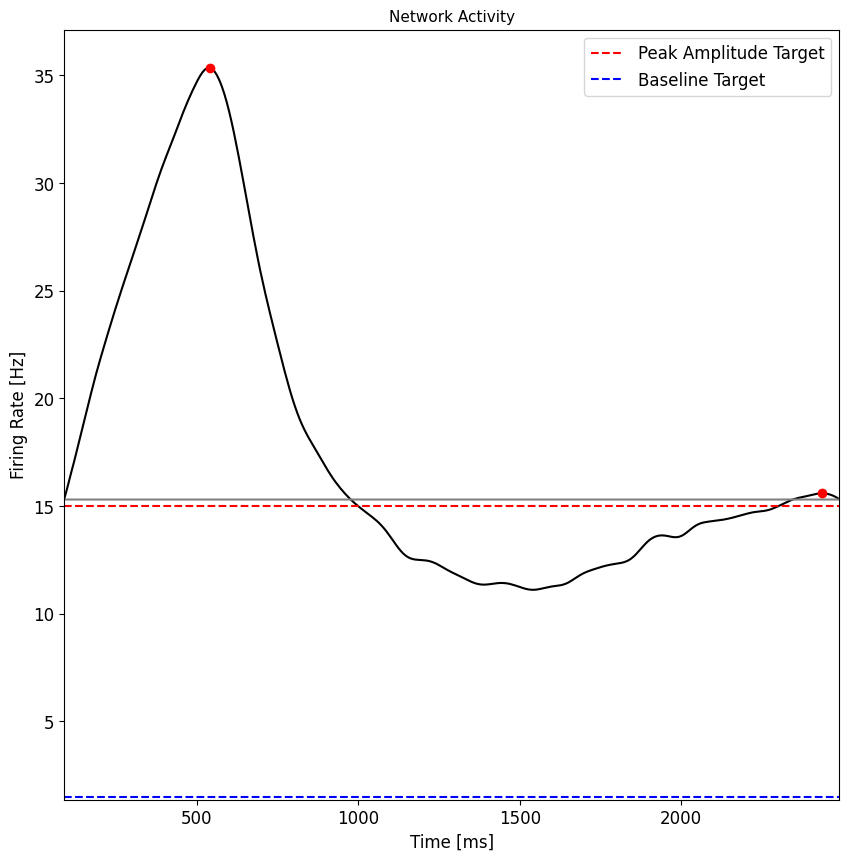 Network Activity
Peak Amplitude Target
Baseline Target
35
30
25
20
15
10
5
Firing Rate [Hz]
500 1000 1500 2000
Time [ms]